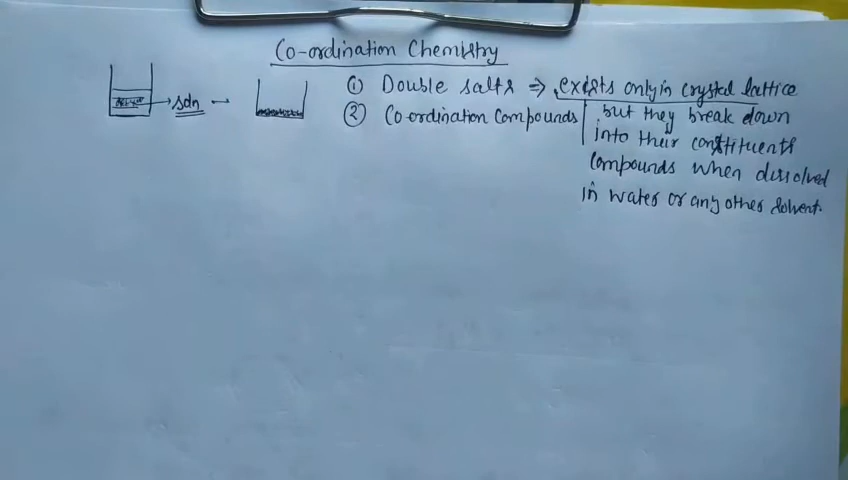 Co-ordination Chemistry
→ soln →
① Double salts ⇒ exists only in crystal lattice
② Co-ordination Compounds but they break down
into their constituents
Compounds when dissolved
in water or any other solvent.